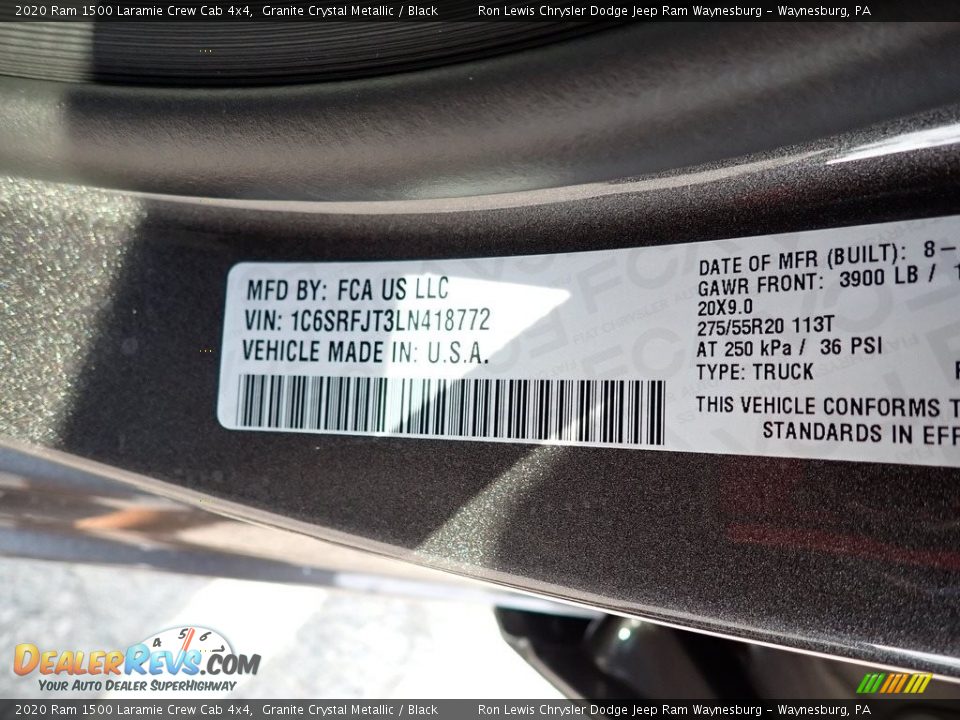 2020 Ram 1500 Laramie Crew Cab 4x4, Granite Crystal Metallic / Black Ron Lewis Chrysler Dodge Jeep Ram Waynesburg – Waynesburg, PA
MFD BY: FCA US LLC
VIN: 1C6SRFJT3LN418772
VEHICLE MADE IN: U.S.A.
DATE OF MFR (BUILT): 8 –
GAWR FRONT: 3900 LB /
20X9.0
275/55R20 113T
AT 250 kPa / 36 PSI
TYPE: TRUCK
THIS VEHICLE CONFORMS
STANDARDS IN
4 5 6
DEALERREVS.COM
YOUR AUTO DEALER SUPERHIGHWAY
2020 Ram 1500 Laramie Crew Cab 4x4, Granite Crystal Metallic / Black Ron Lewis Chrysler Dodge Jeep Ram Waynesburg – Waynesburg, PA